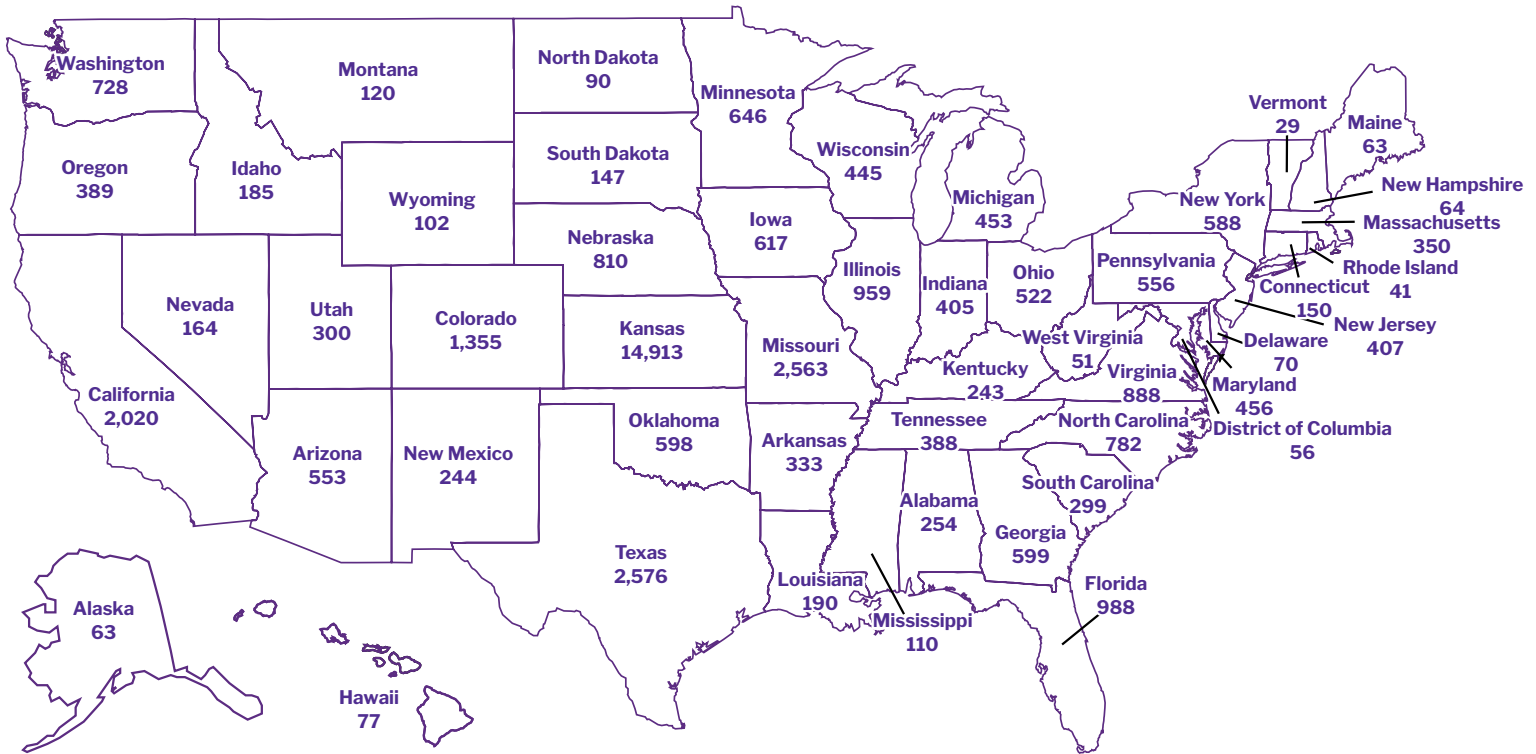 Washington
728
Montana
120
North Dakota
90
Minnesota
646
Vermont
29
Maine
63
Oregon
389
Idaho
185
Wyoming
102
South Dakota
147
Wisconsin
445
Michigan
453
New York
588
New Hampshire
64
Massachusetts
350
Rhode Island
41
Connecticut
150
New Jersey
407
Nebraska
810
Iowa
617
Illinois
959
Indiana
405
Ohio
522
Pennsylvania
556
Nevada
164
Utah
300
Colorado
1,355
Kansas
14,913
Missouri
2,563
Kentucky
243
West Virginia
51
Virginia
888
Delaware
70
Maryland
456
District of Columbia
56
California
2,020
Arizona
553
New Mexico
244
Oklahoma
598
Arkansas
333
Tennessee
388
North Carolina
782
South Carolina
299
Texas
2,576
Louisiana
190
Mississippi
110
Alabama
254
Georgia
599
Florida
988
Alaska
63
Hawaii
77